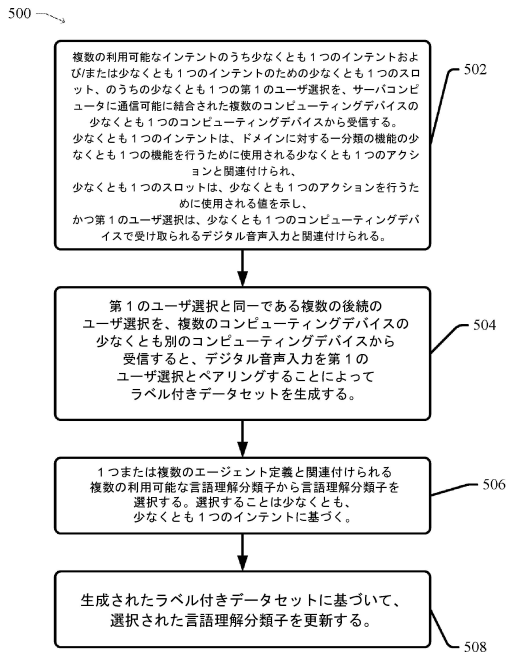 500
複数の利用可能なインテントのうち少なくとも１つのインテントおよ
び/または少なくとも１つのインテントのための少なくとも１つのスロ
ット、のうちの少なくとも１つの第１のユーザ選択を、サーバコンピ
ュータに通信可能に結合された複数のコンピューティングデバイスの
少なくとも１つのコンピューティングデバイスから受信する。
少なくとも１つのインテントは、ドメインに対する一分類の機能の少
なくとも１つの機能を行うために使用される少なくとも１つのアクシ
ョンと関連付けられ、
少なくとも１つのスロットは、少なくとも１つのアクションを行うた
めに使用される値を示し、
かつ第１のユーザ選択は、少なくとも１つのコンピューティングデバ
イスで受け取られるデジタル音声入力と関連付けられる。
502
第１のユーザ選択と同一である複数の後続の
ユーザ選択を、複数のコンピューティングデバイスの
少なくとも別のコンピューティングデバイスから
受信すると、デジタル音声入力を第１の
ユーザ選択とペアリングすることによって
ラベル付きデータセットを生成する。
504
１つまたは複数のエージェント定義と関連付けられる
複数の利用可能な言語理解分類子から言語理解分類子を
選択する。選択することは少なくとも、
少なくとも１つのインテントに基づく。
506
生成されたラベル付きデータセットに基づいて、
選択された言語理解分類子を更新する。
508